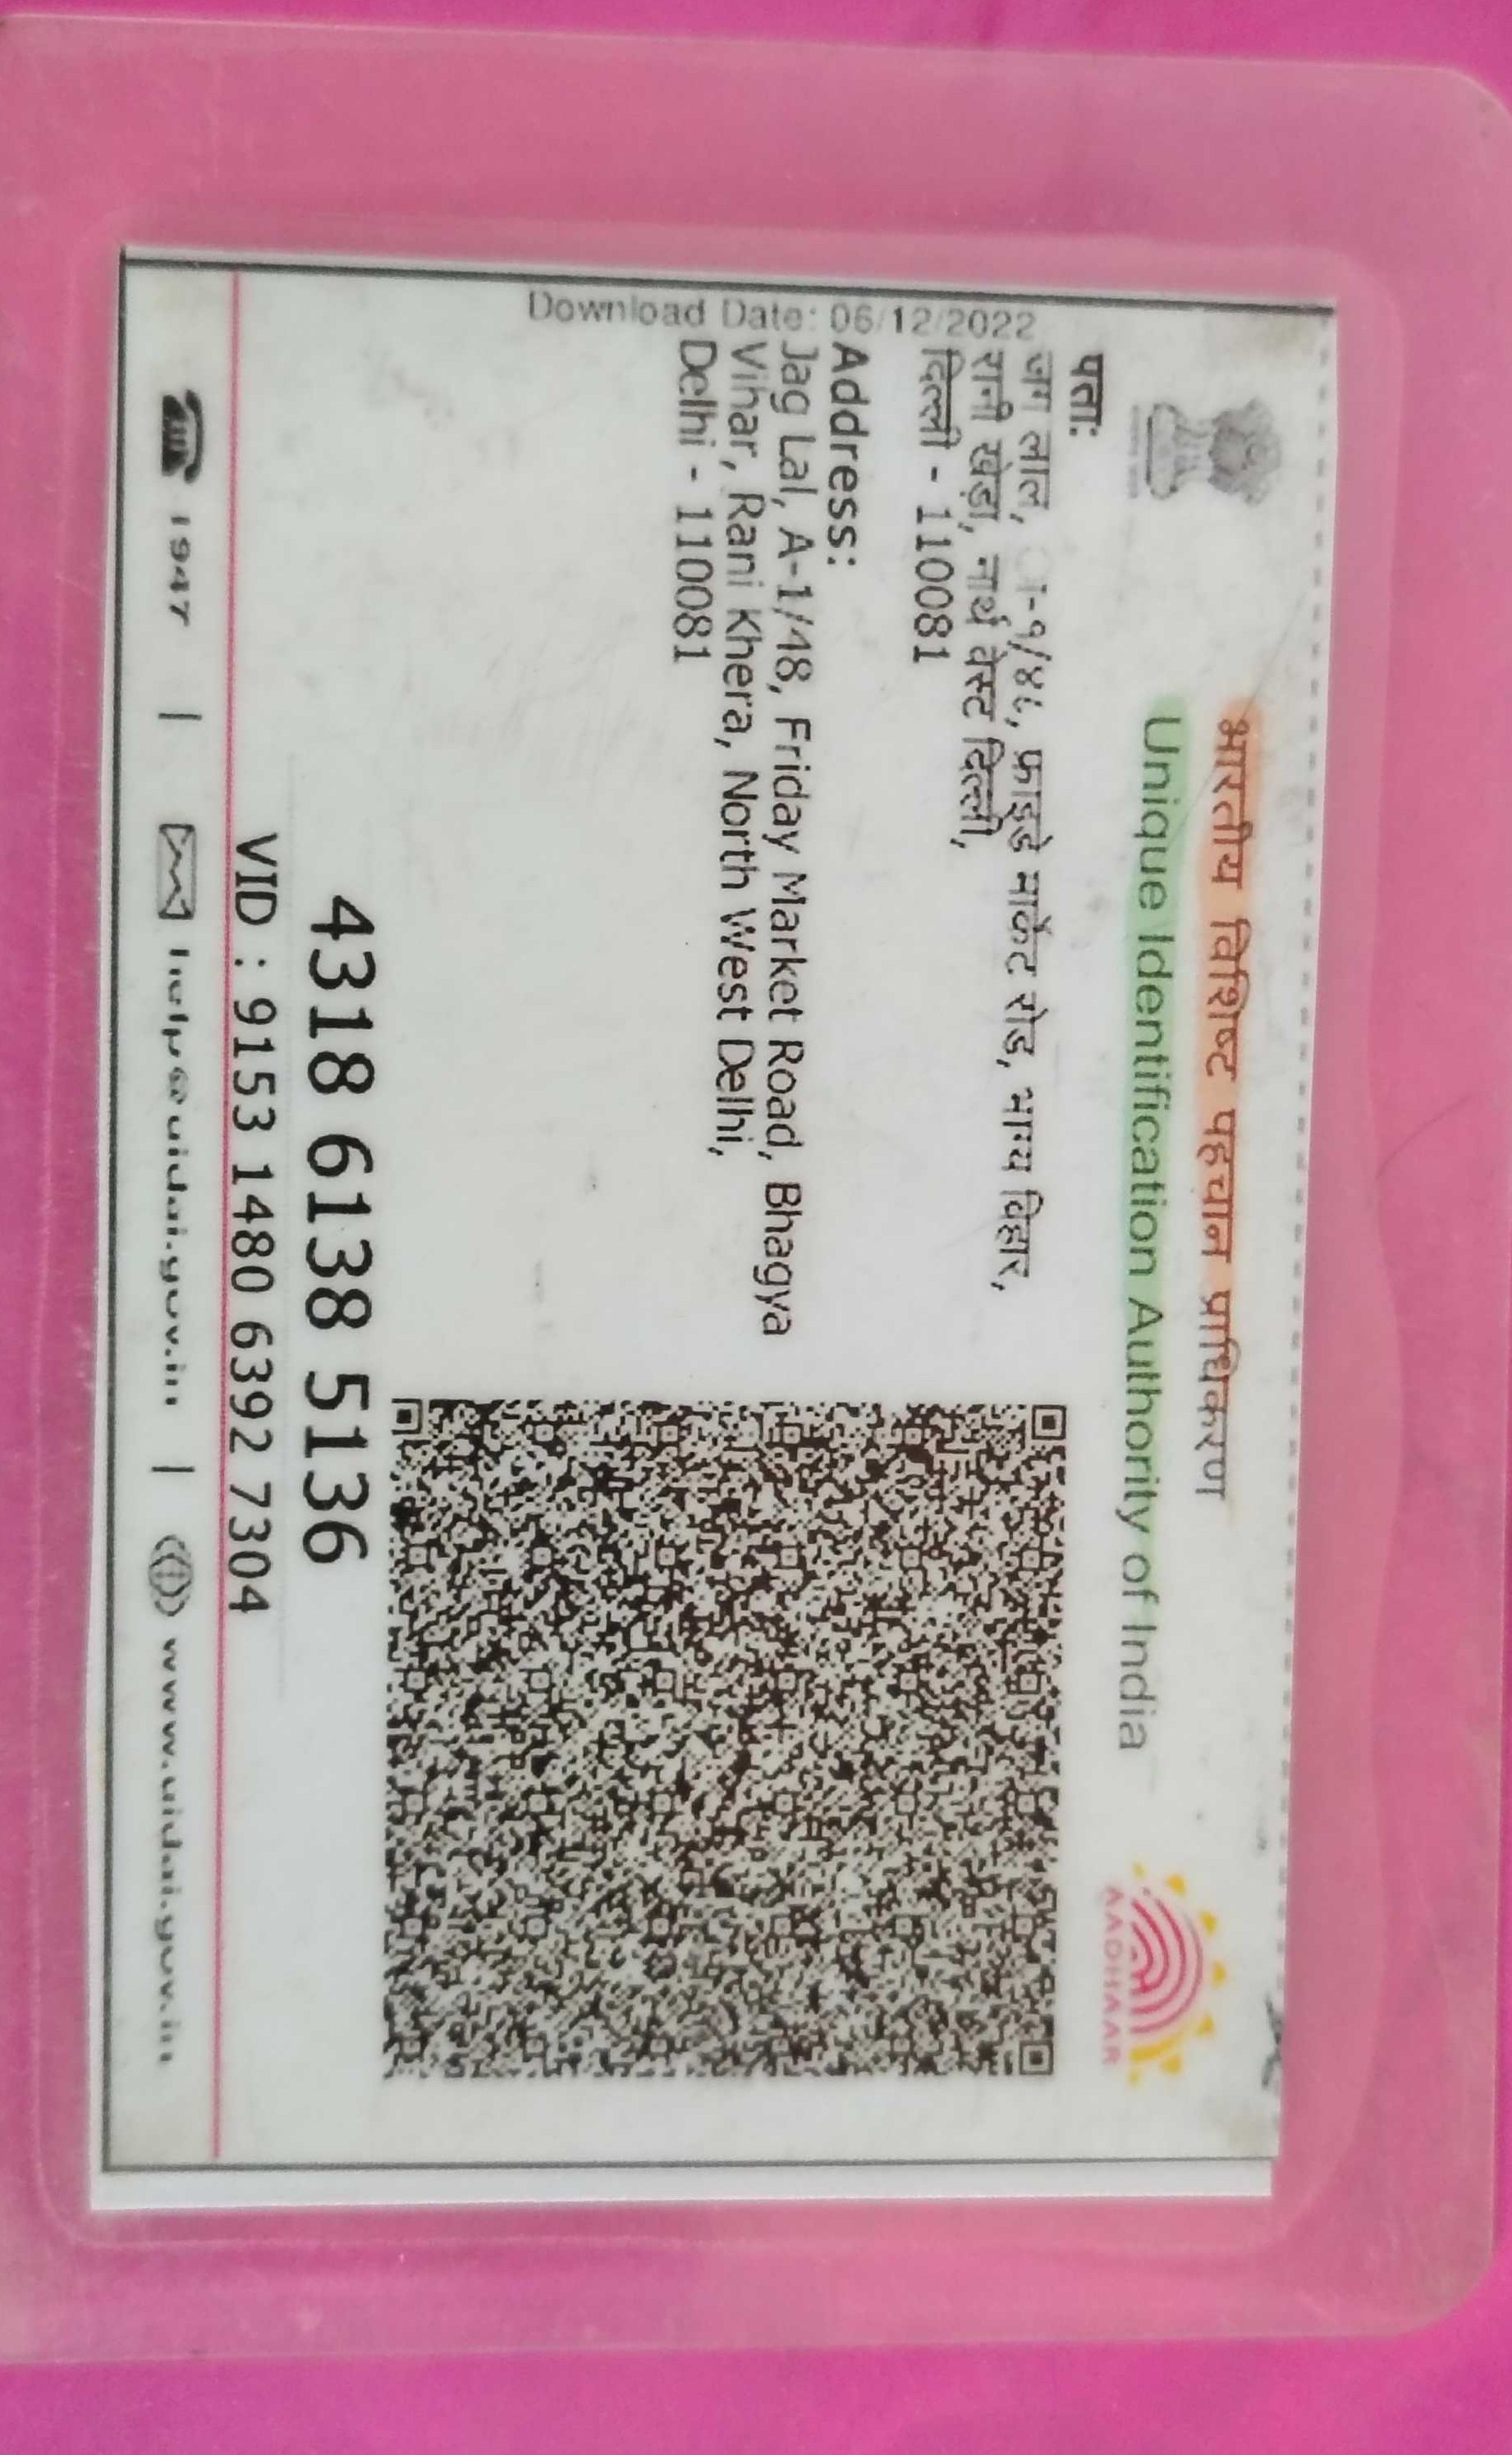 भारतीय विशिष्ट पहचान प्राधिकरण
Unique Identification Authority of India
AADHAAR
Download Date: 06/12/2022
पता:
जग लाल, ा-१/४८, फ्राइडे मार्केट रोड, भाग्य विहार,
रानी खेड़ा, नार्थ वेस्ट दिल्ली,
दिल्ली - 110081
Address:
Jag Lal, A-1/48, Friday Market Road, Bhagya
Vihar, Rani Khera, North West Delhi,
Delhi - 110081
4318 6138 5136
VID : 9153 1480 6392 7304
1947 | help@uidai.gov.in | www.uidai.gov.in